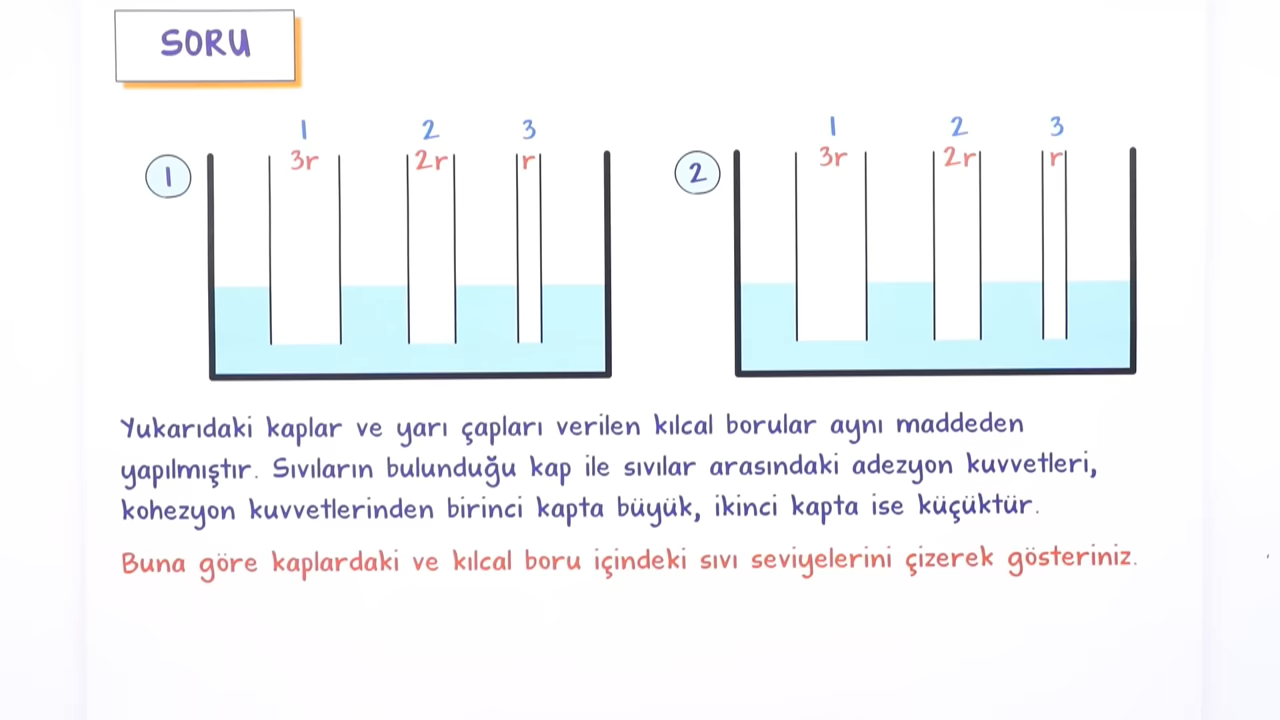 SORU
1 2 3
3r 2r r
1
1 2 3
3r 2r r
2
Yukarıdaki kaplar ve yarı çapları verilen kılcal borular aynı maddeden
yapılmıştır. Sıvıların bulunduğu kap ile sıvılar arasındaki adezyon kuvvetleri,
kohezyon kuvvetlerinden birinci kapta büyük, ikinci kapta ise küçüktür.
Buna göre kaplardaki ve kılcal boru içindeki sıvı seviyelerini çizerek gösteriniz.